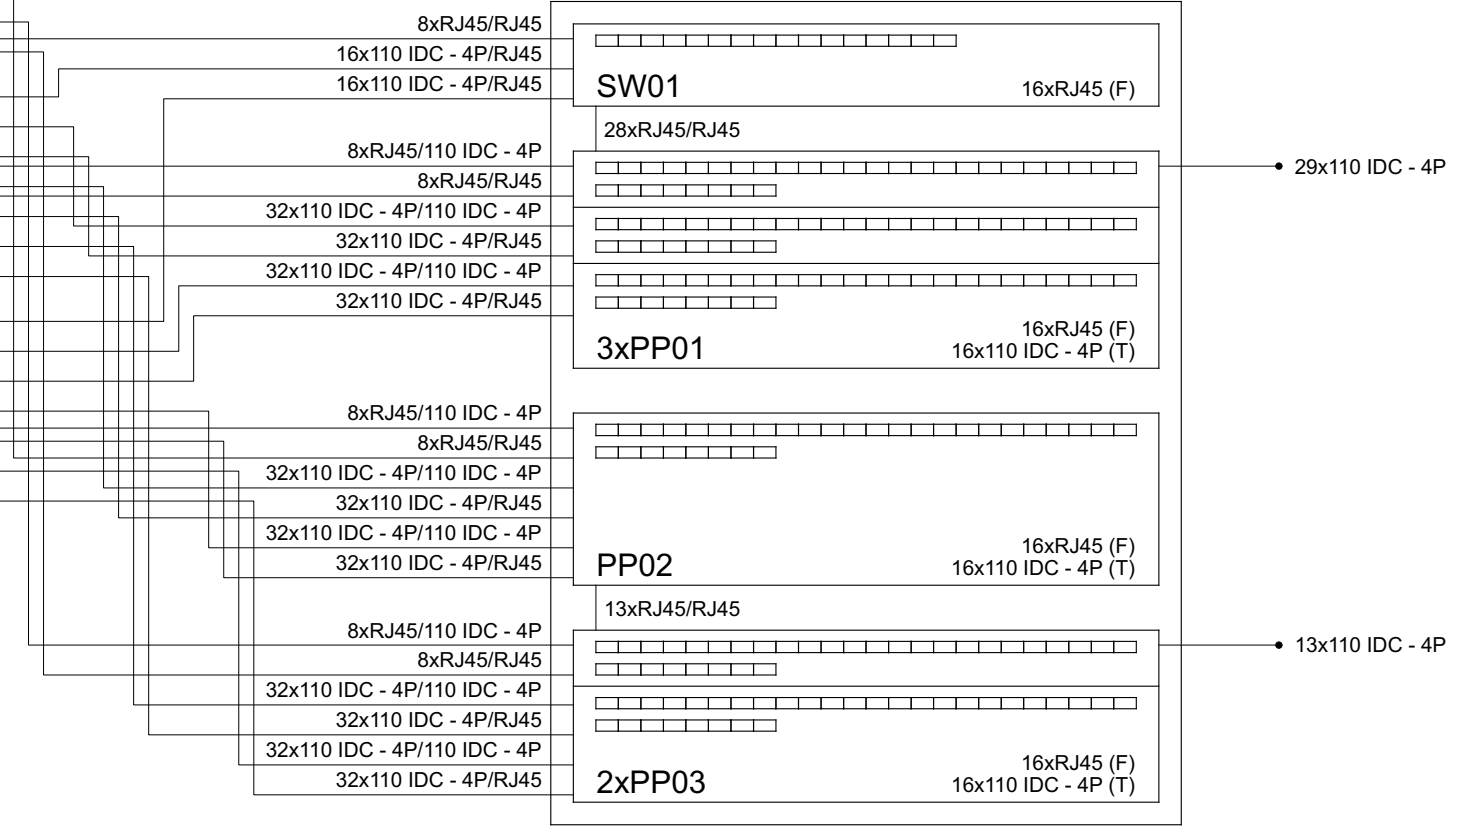 8xRJ45/RJ45
16x110 IDC - 4P/RJ45
16x110 IDC - 4P/RJ45
SW01
16xRJ45 (F)
28xRJ45/RJ45
8xRJ45/110 IDC - 4P
8xRJ45/RJ45
32x110 IDC - 4P/110 IDC - 4P
32x110 IDC - 4P/RJ45
32x110 IDC - 4P/110 IDC - 4P
32x110 IDC - 4P/RJ45
29x110 IDC - 4P
3xPP01
16xRJ45 (F)
16x110 IDC - 4P (T)
8xRJ45/110 IDC - 4P
8xRJ45/RJ45
32x110 IDC - 4P/110 IDC - 4P
32x110 IDC - 4P/RJ45
32x110 IDC - 4P/110 IDC - 4P
32x110 IDC - 4P/RJ45
PP02
16xRJ45 (F)
16x110 IDC - 4P (T)
13xRJ45/RJ45
8xRJ45/110 IDC - 4P
8xRJ45/RJ45
32x110 IDC - 4P/110 IDC - 4P
32x110 IDC - 4P/RJ45
32x110 IDC - 4P/110 IDC - 4P
32x110 IDC - 4P/RJ45
13x110 IDC - 4P
2xPP03
16xRJ45 (F)
16x110 IDC - 4P (T)